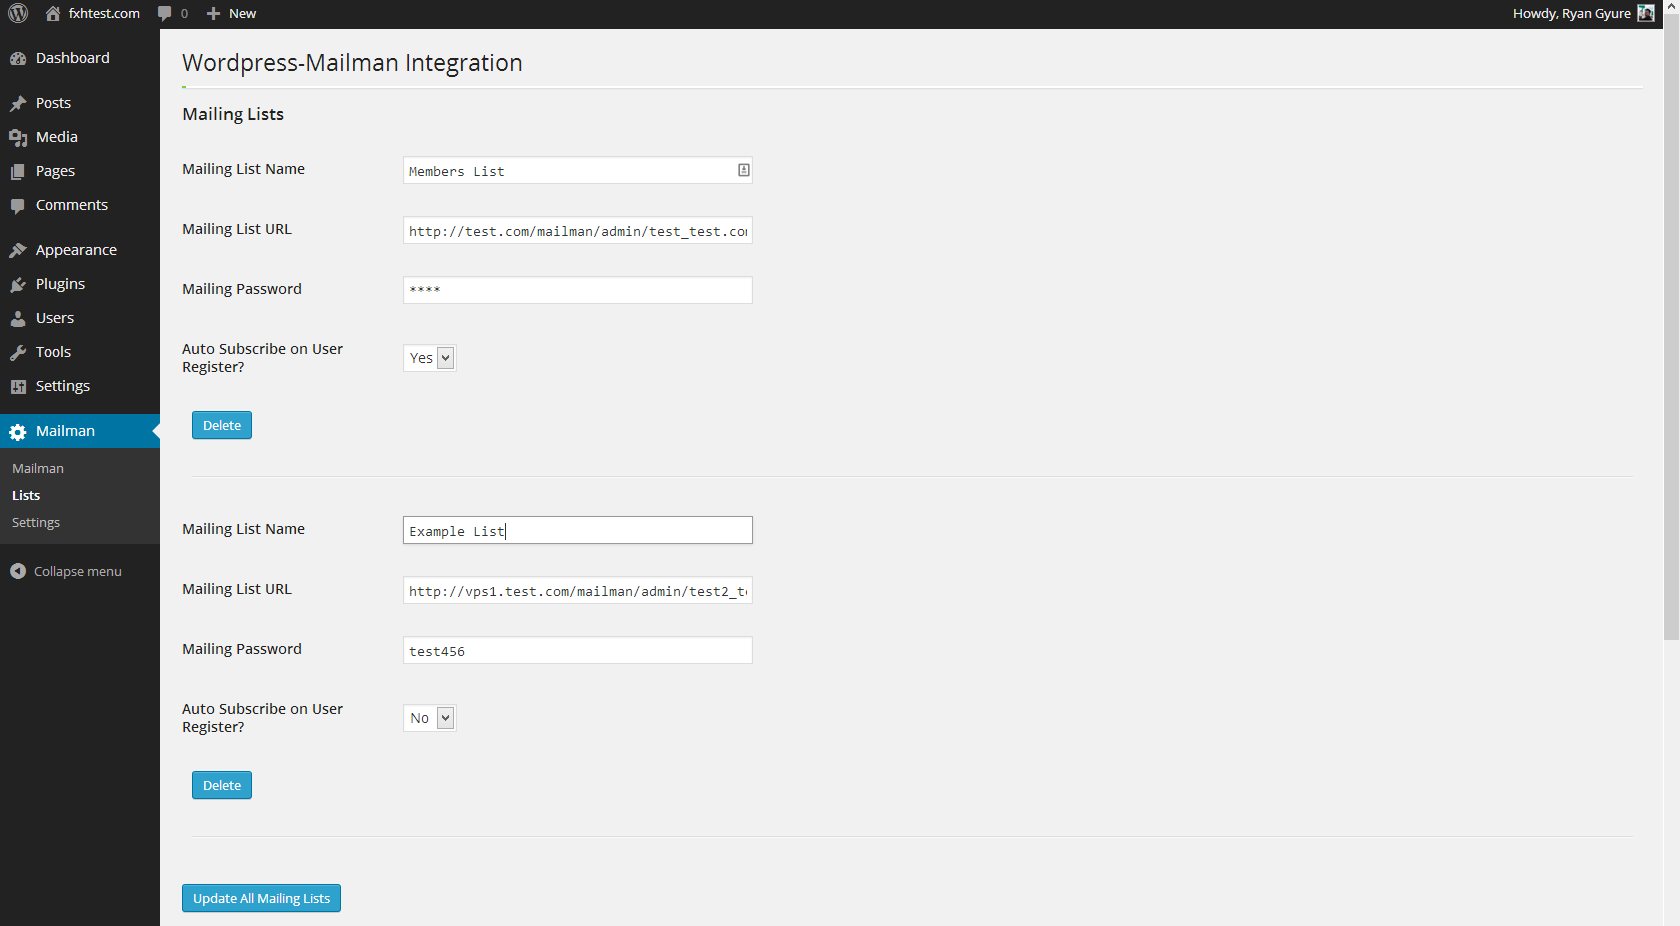 fxhtest.com 0 New Howdy, Ryan Gyure
Dashboard
Posts
Media
Pages
Comments
Appearance
Plugins
Users
Tools
Settings
Mailman
Mailman
Lists
Settings
Collapse menu
Wordpress-Mailman Integration
Mailing Lists
Mailing List Name Members List
Mailing List URL http://test.com/mailman/admin/test_test.co
Mailing Password ****
Auto Subscribe on User
Register?
Yes
Delete
Mailing List Name Example List
Mailing List URL http://vps1.test.com/mailman/admin/test2_t
Mailing Password test456
Auto Subscribe on User
Register?
No
Delete
Update All Mailing Lists